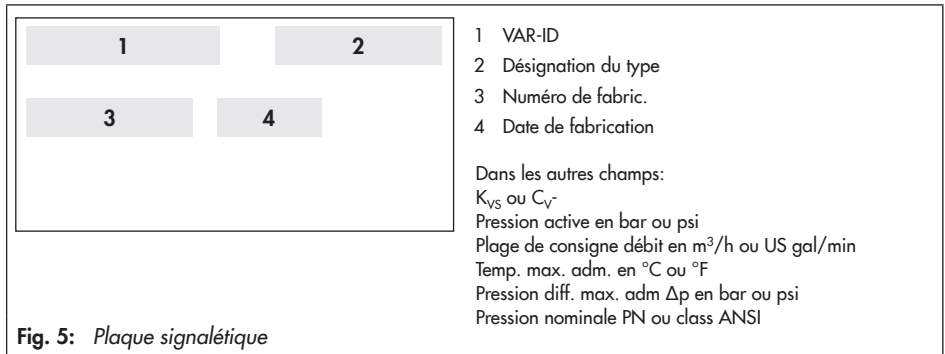 1
2
3
4
1 VAR-ID
2 Désignation du type
3 Numéro de fabric.
4 Date de fabrication
Dans les autres champs:
K_VS ou C_V-
Pression active en bar ou psi
Plage de consigne débit en m³/h ou US gal/min
Temp. max. adm. en °C ou °F
Pression diff. max. adm Δp en bar ou psi
Pression nominale PN ou class ANSI
Fig. 5: Plaque signalétique